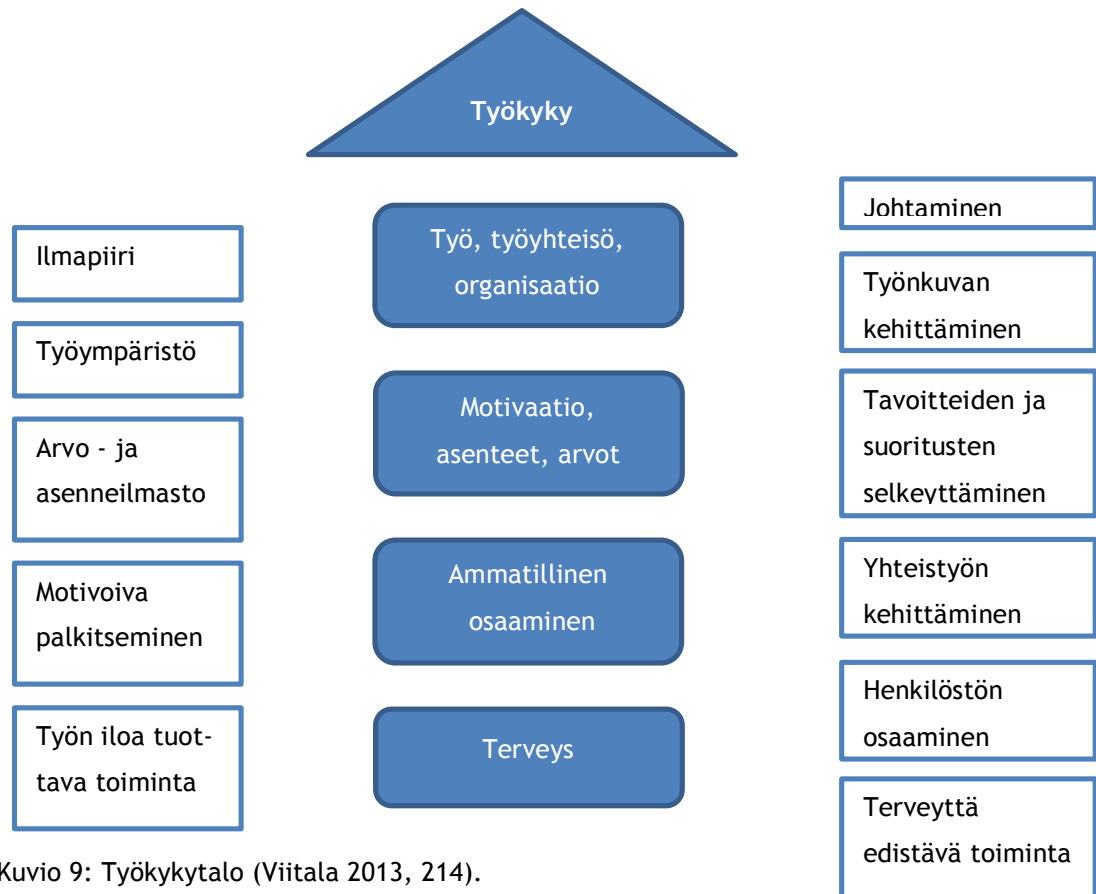 Työkyky
Ilmapiiri
Työympäristö
Arvo - ja
asenneilmasto
Motivoiva
palkitseminen
Työn iloa tuot-
tava toiminta
Työ, työyhteisö,
organisaatio
Motivaatio,
asenteet, arvot
Ammatillinen
osaaminen
Terveys
Johtaminen
Työnkuvan
kehittäminen
Tavoitteiden ja
suoritusten
selkeyttäminen
Yhteistyön
kehittäminen
Henkilöstön
osaaminen
Terveyttä
edistävä toiminta
Kuvio 9: Työkykytalo (Viitala 2013, 214).